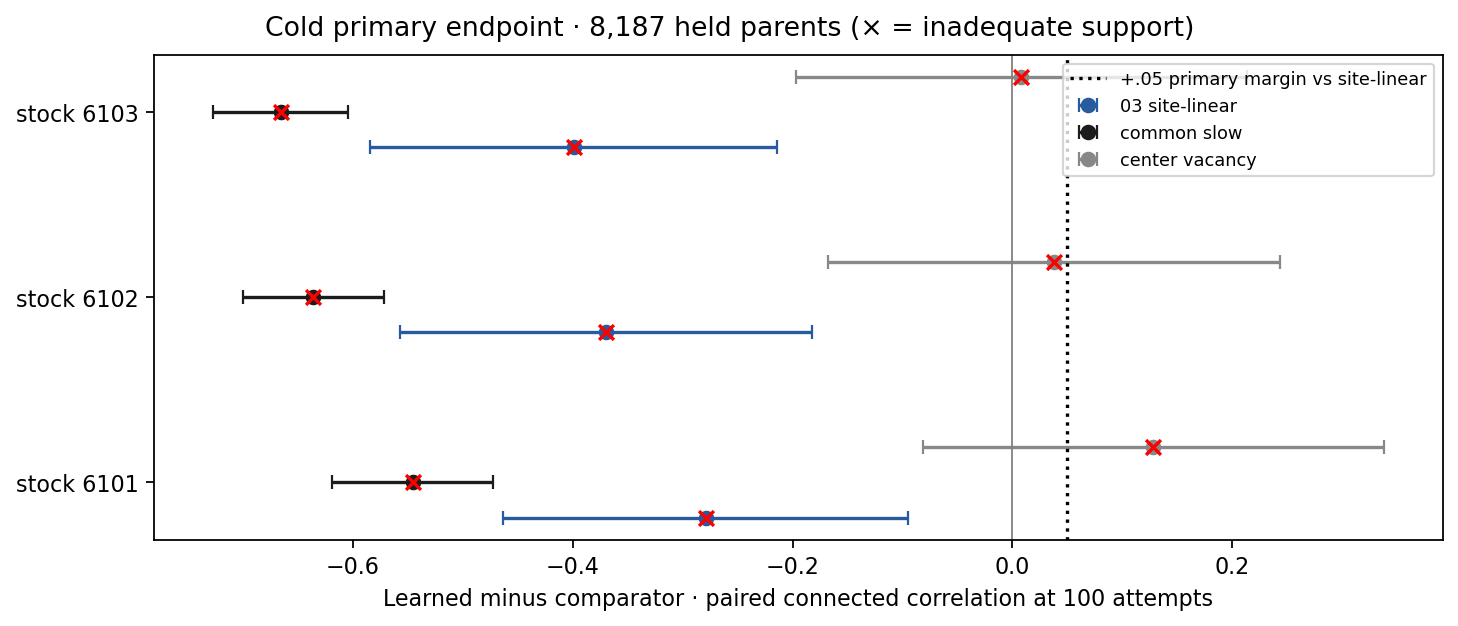 Cold primary endpoint · 8,187 held parents (× = inadequate support)
+.05 primary margin vs site-linear
03 site-linear
common slow
center vacancy
stock 6103
stock 6102
stock 6101
−0.6
−0.4
−0.2
0.0
0.2
Learned minus comparator · paired connected correlation at 100 attempts